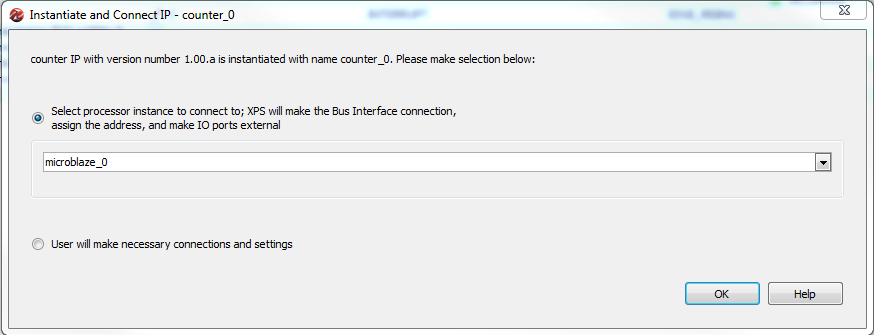 Instantiate and Connect IP - counter_0
counter IP with version number 1.00.a is instantiated with name counter_0. Please make selection below:
Select processor instance to connect to; XPS will make the Bus Interface connection,
assign the address, and make IO ports external
microblaze_0
User will make necessary connections and settings
OK Help